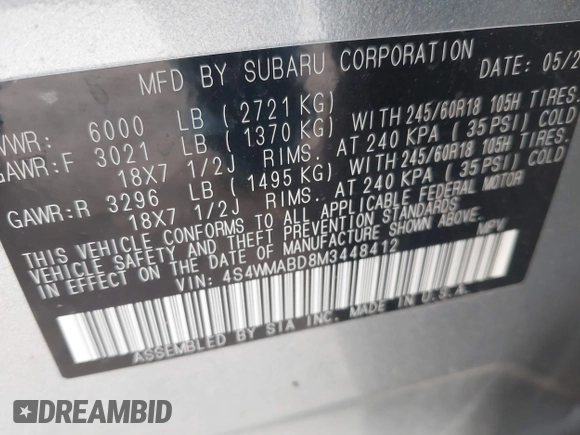 MFD BY SUBARU CORPORATION DATE: 05/2
WWR: 6000 LB (2721 KG)
GAWR:F 3021 LB (1370 KG) WITH 245/60R18 105H TIRES.
18X7 1/2J RIMS. AT 240 KPA (35 PSI) COLD
GAWR:R 3296 LB (1495 KG) WITH 245/60R18 105H TIRES.
18X7 1/2J RIMS. AT 240 KPA (35 PSI) COLD
THIS VEHICLE CONFORMS TO ALL APPLICABLE FEDERAL MOTOR
VEHICLE SAFETY AND THEFT PREVENTION STANDARDS
IN EFFECT ON THE DATE OF MANUFACTURE SHOWN ABOVE.
VIN: 4S4WMABD8M3448412 MPV
ASSEMBLED BY SIA INC. MADE IN U.S.A.
DREAMBID